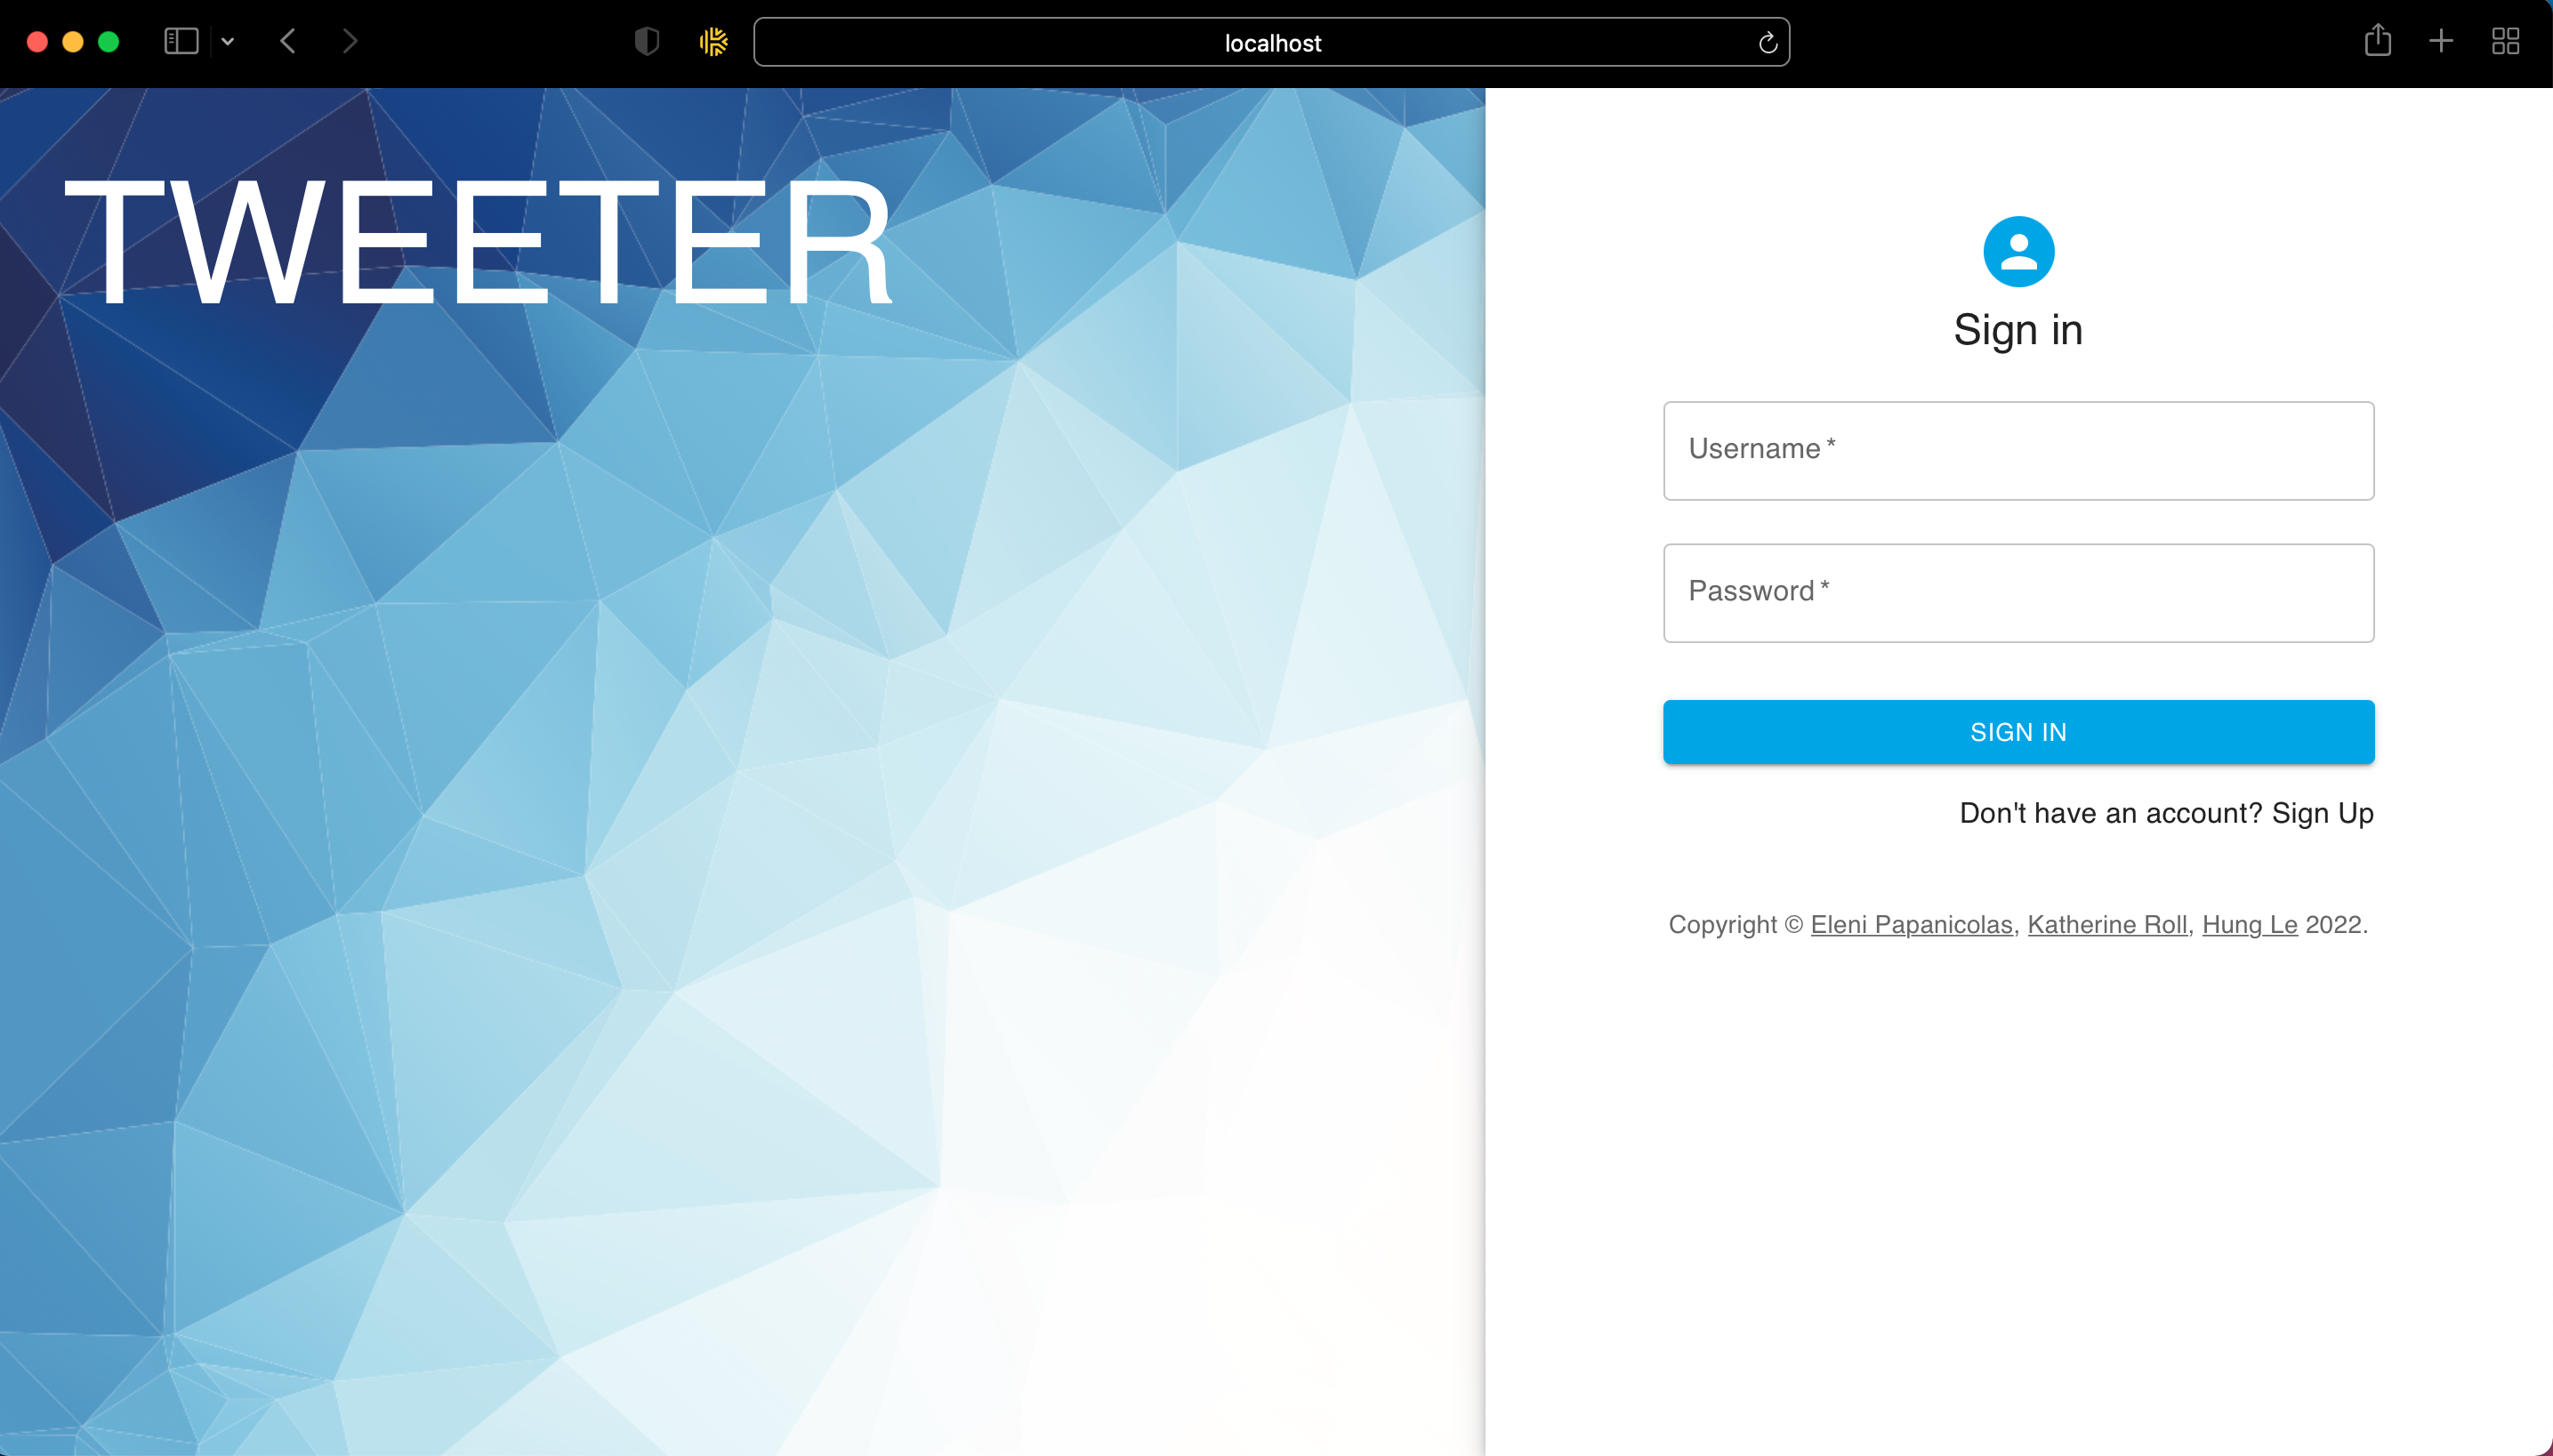 localhost
TWEETER
Sign in
Username *
Password *
SIGN IN
Don't have an account? Sign Up
Copyright © Eleni Papanicolas, Katherine Roll, Hung Le 2022.